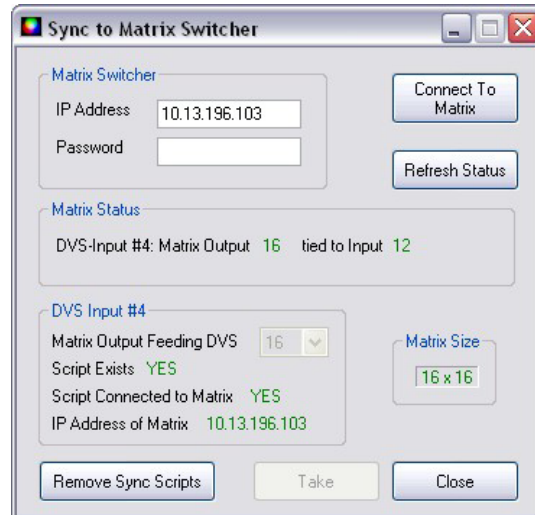 Sync to Matrix Switcher
Matrix Switcher
IP Address 10.13.196.103
Password
Connect To
Matrix
Refresh Status
Matrix Status
DVS-Input #4: Matrix Output 16 tied to Input 12
DVS Input #4
Matrix Output Feeding DVS 16
Script Exists YES
Script Connected to Matrix YES
IP Address of Matrix 10.13.196.103
Matrix Size
16 x 16
Remove Sync Scripts
Take
Close